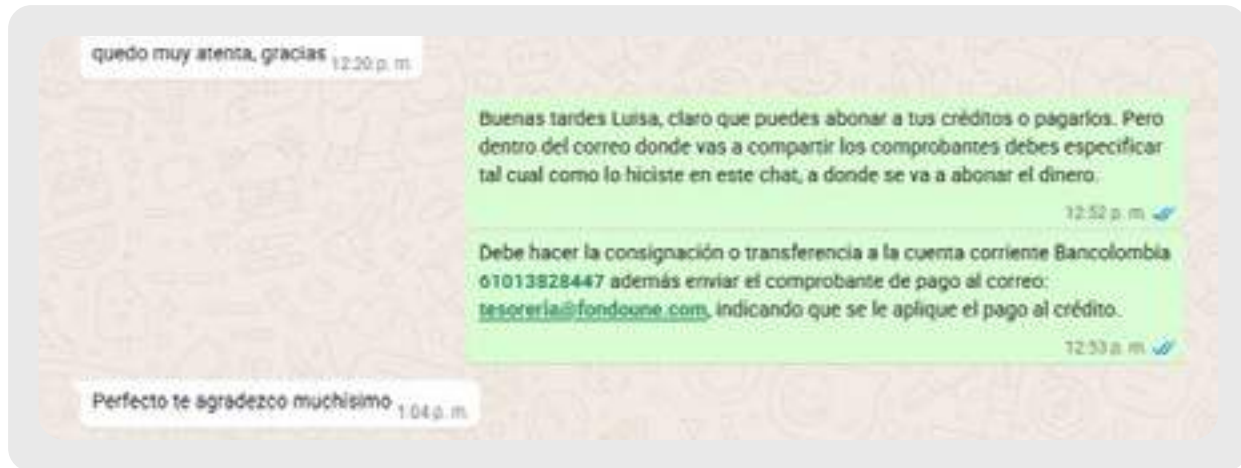 quedo muy atenta, gracias 12:20 p. m.
Buenas tardes Luisa, claro que puedes abonar a tus créditos o pagarlos. Pero
dentro del correo donde vas a compartir los comprobantes debes especificar
tal cual como lo hiciste en este chat, a donde se va a abonar el dinero.
12:52 p. m.
Debe hacer la consignación o transferencia a la cuenta corriente Bancolombia
61013828447 además enviar el comprobante de pago al correo:
tesoreria@fondoune.com, indicando que se le aplique el pago al crédito.
12:53 p. m.
Perfecto te agradezco muchísimo 1:04 p. m.